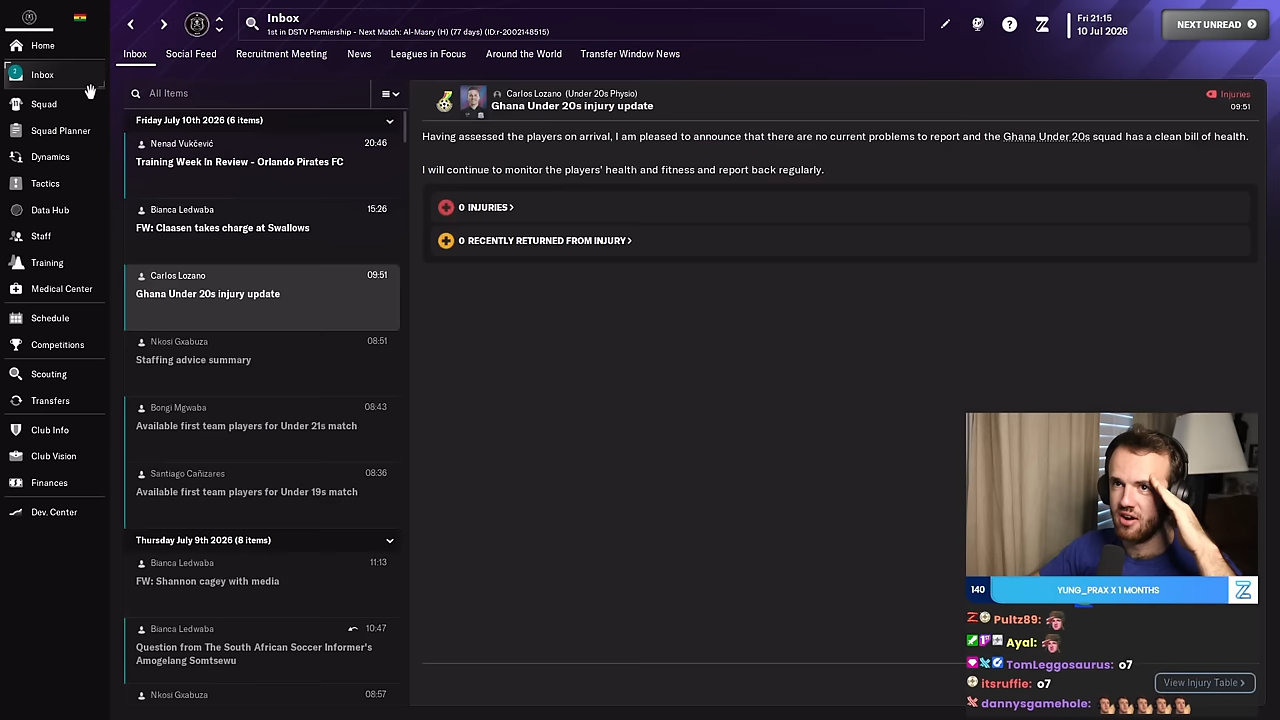 Inbox
1st in DSTV Premiership - Next Match: Al-Masry (H) (77 days) (ID:r-2002148515)
Fri 21:15
10 Jul 2026
NEXT UNREAD
Home
2
Inbox
Squad
Squad Planner
Dynamics
Tactics
Data Hub
Staff
Training
Medical Center
Schedule
Competitions
Scouting
Transfers
Club Info
Club Vision
Finances
Dev. Center
Inbox
Social Feed
Recruitment Meeting
News
Leagues in Focus
Around the World
Transfer Window News
All Items
Friday July 10th 2026 (6 items)
Nenad Vukčević 20:46
Training Week In Review - Orlando Pirates FC
Bianca Ledwaba 15:26
FW: Claasen takes charge at Swallows
Carlos Lozano 09:51
Ghana Under 20s injury update
Nkosi Gxabuza 08:51
Staffing advice summary
Bongi Mgwaba 08:43
Available first team players for Under 21s match
Santiago Cañizares 08:36
Available first team players for Under 19s match
Thursday July 9th 2026 (8 items)
Bianca Ledwaba 11:13
FW: Shannon cagey with media
Bianca Ledwaba 10:47
Question from The South African Soccer Informer's
Amogelang Somtsewu
Nkosi Gxabuza 08:57
Carlos Lozano (Under 20s Physio)
Ghana Under 20s injury update
Injuries
09:51
Having assessed the players on arrival, I am pleased to announce that there are no current problems to report and the Ghana Under 20s squad has a clean bill of health.
I will continue to monitor the players' health and fitness and report back regularly.
0 INJURIES >
0 RECENTLY RETURNED FROM INJURY >
140 YUNG_PRAX X 1 MONTHS
Pultz89:
Ayal:
TomLeggosaurus: o7
itsruffie: o7
dannysgamehole:
View Injury Table >